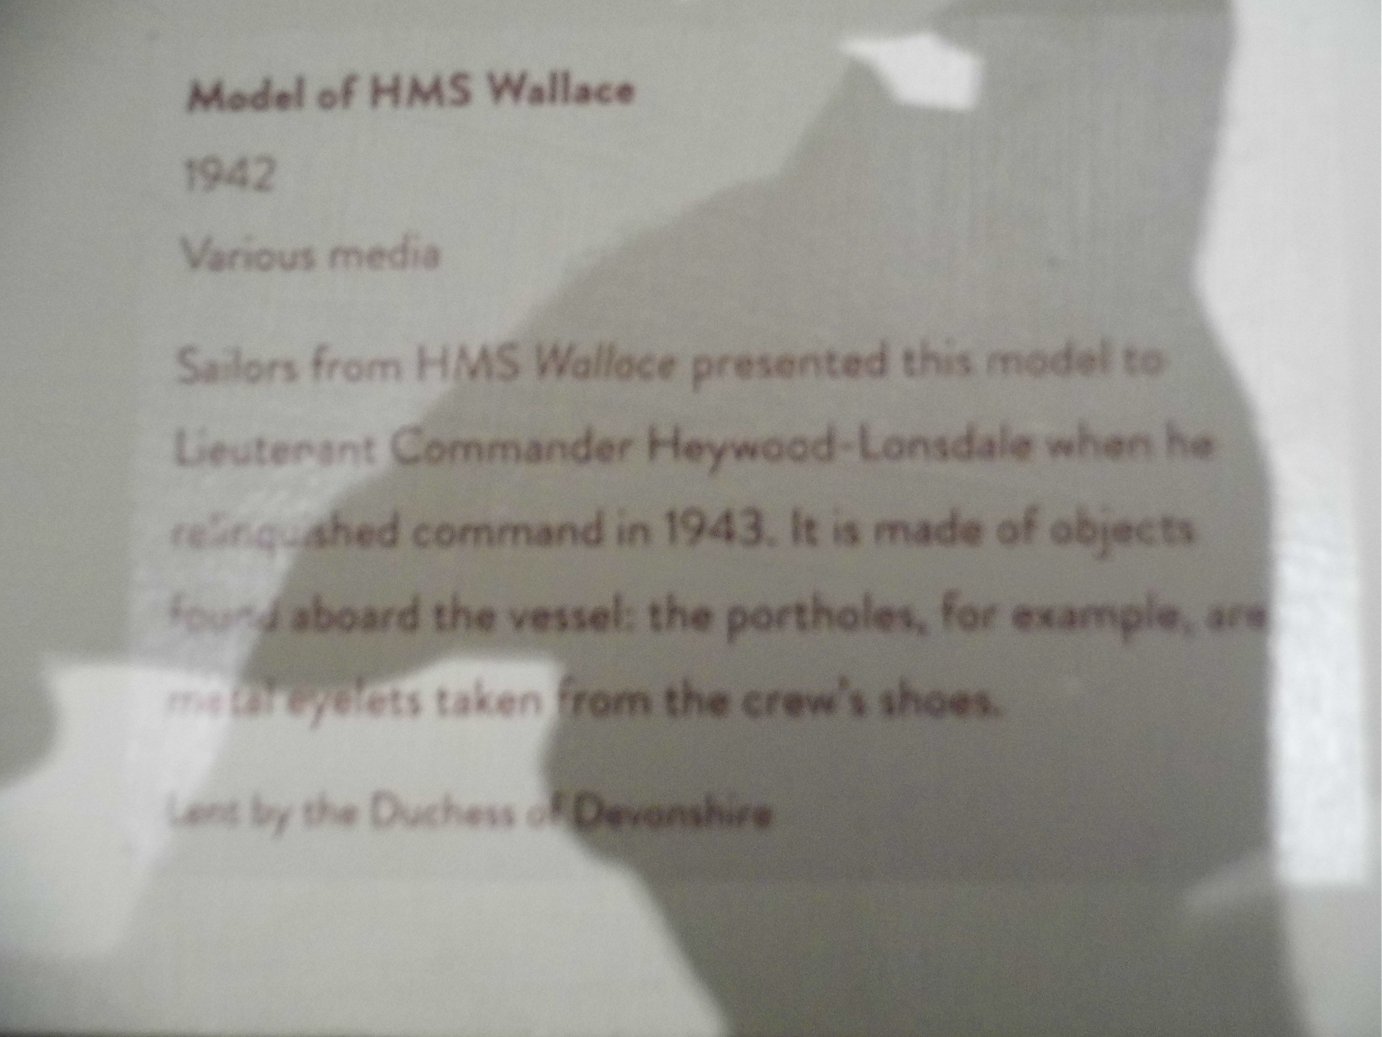 Model of HMS Wallace
1942
Various media
Sailors from HMS Wallace presented this model to
Lieutenant Commander Heywood-Lonsdale when he
relinquished command in 1943. It is made of objects
found aboard the vessel: the portholes, for example, are
metal eyelets taken from the crew's shoes.
Lent by the Duchess of Devonshire